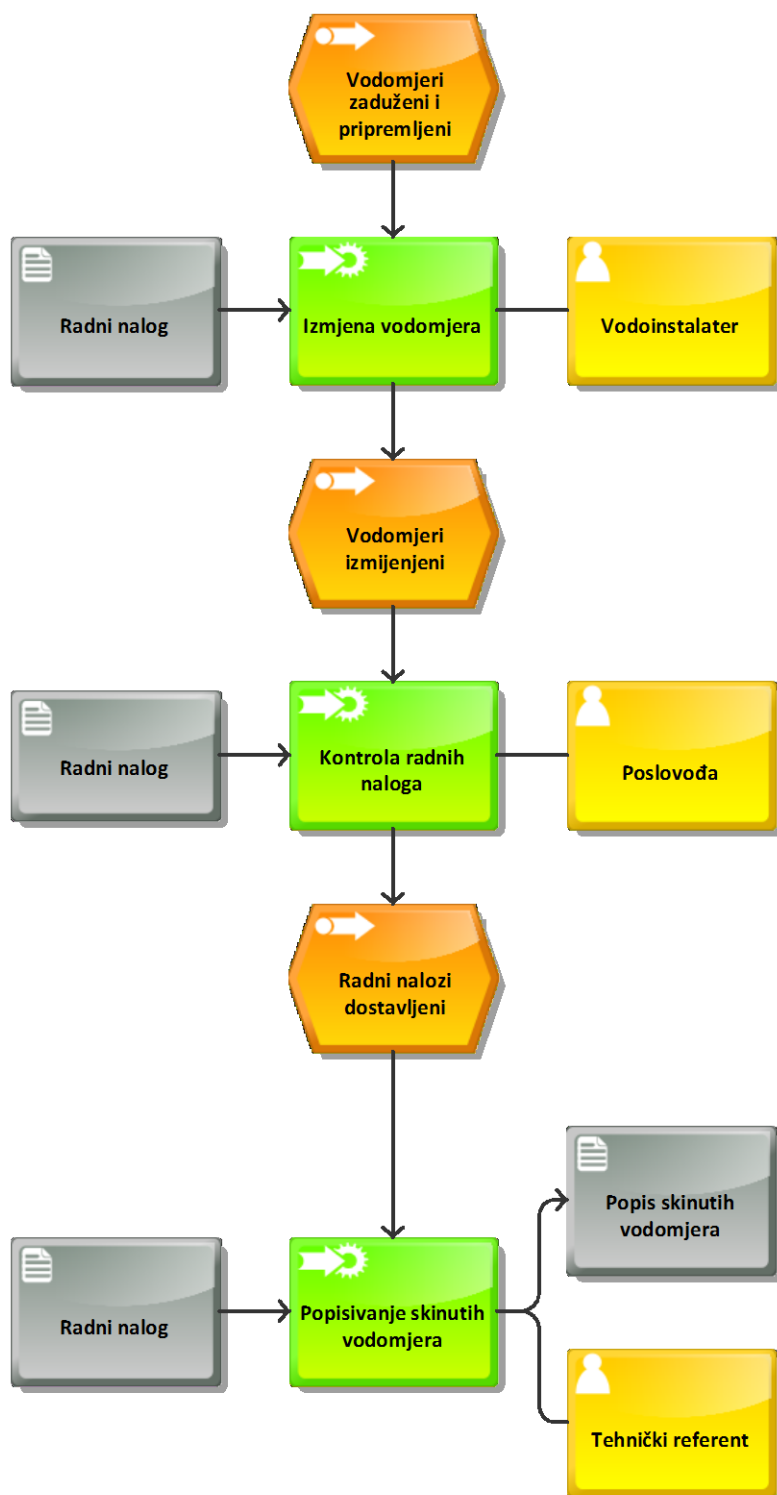 Vodomjeri
zaduženi i
pripremljeni
Radni nalog
Izmjena vodomjera
Vodoinstalater
Vodomjeri
izmijenjeni
Radni nalog
Kontrola radnih
naloga
Poslovođa
Radni nalozi
dostavljeni
Popis skinutih
vodomjera
Radni nalog
Popisivanje skinutih
vodomjera
Tehnički referent